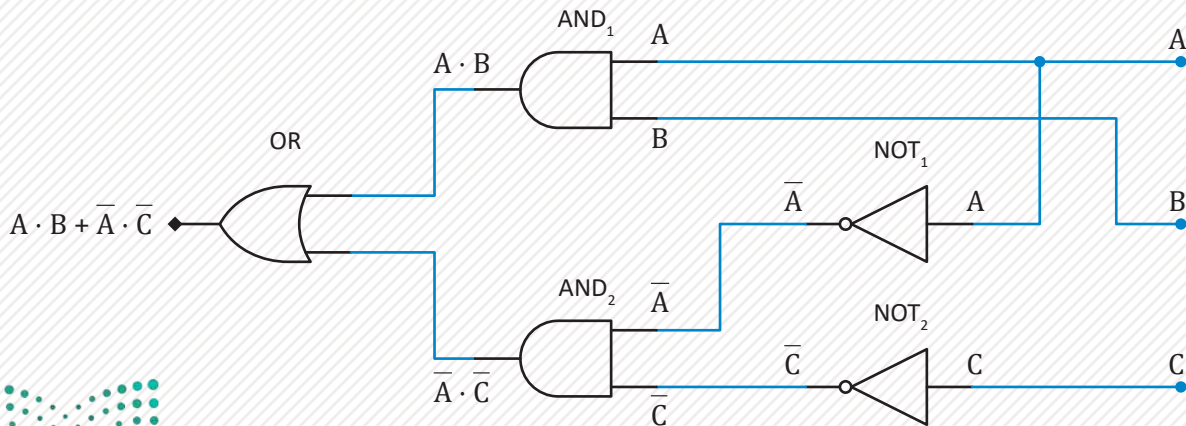 AND₁
A
A
A · B
B
OR
NOT₁
A · B + A̅ · C̅
A̅
A
B
AND₂
A̅
NOT₂
A̅ · C̅
C̅
C̅
C
C